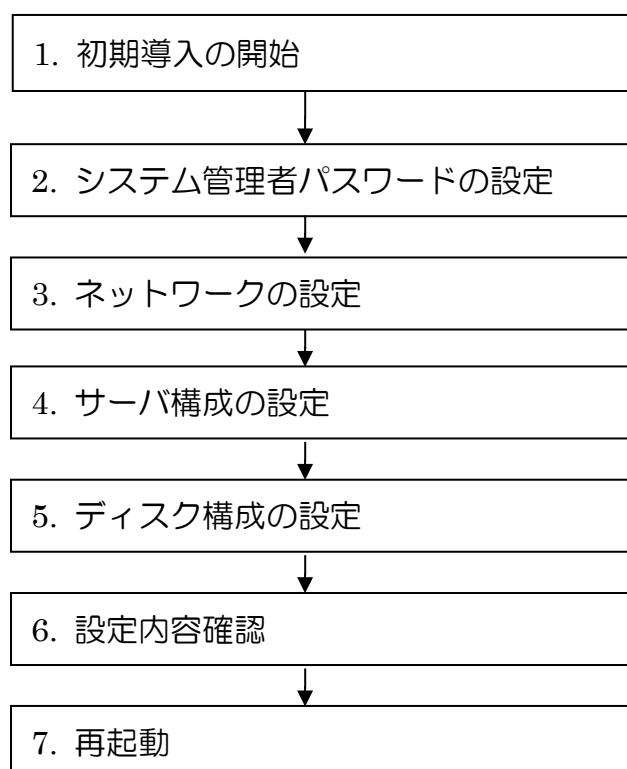 1. 初期導入の開始
2. システム管理者パスワードの設定
3. ネットワークの設定
4. サーバ構成の設定
5. ディスク構成の設定
6. 設定内容確認
7. 再起動